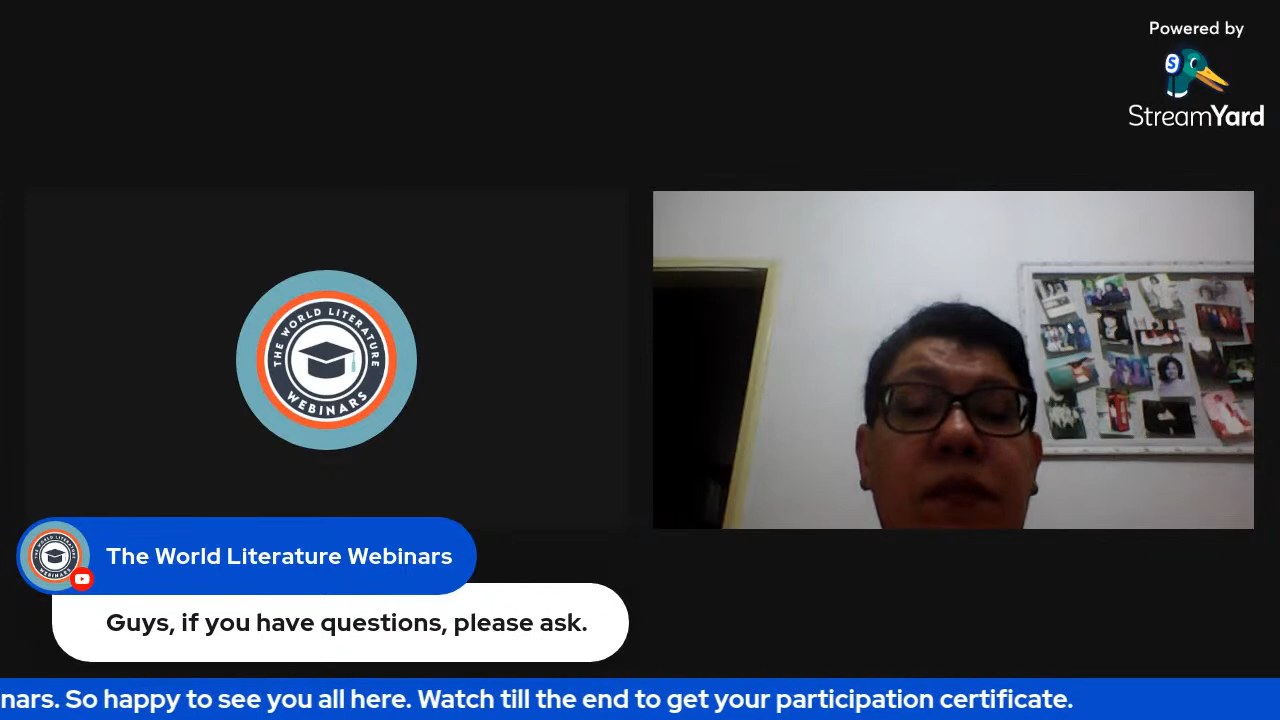 Powered by
S
StreamYard
THE WORLD LITERATURE
WEBINARS
The World Literature Webinars
Guys, if you have questions, please ask.
nars. So happy to see you all here. Watch till the end to get your participation certificate.